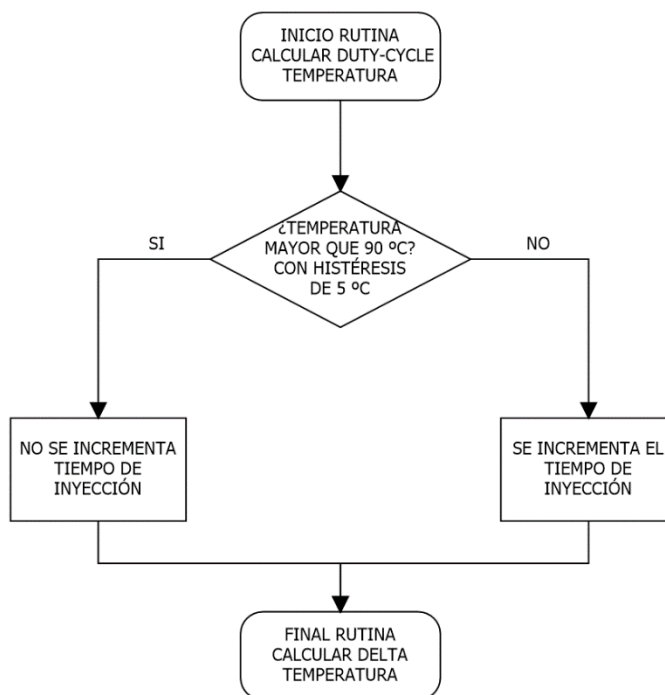 INICIO RUTINA
CALCULAR DUTY-CYCLE
TEMPERATURA
¿TEMPERATURA
MAYOR QUE 90 ºC?
CON HISTÉRESIS
DE 5 ºC
SI
NO
NO SE INCREMENTA
TIEMPO DE
INYECCIÓN
SE INCREMENTA EL
TIEMPO DE
INYECCIÓN
FINAL RUTINA
CALCULAR DELTA
TEMPERATURA